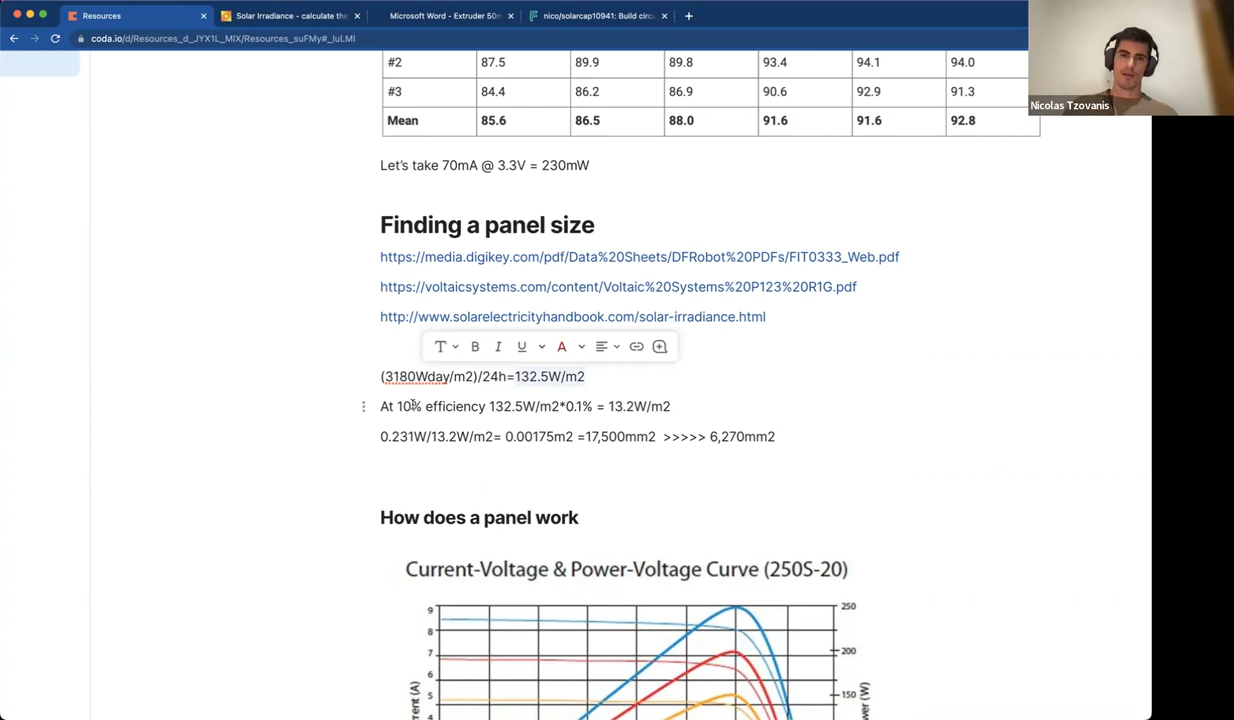 Resources
Solar Irradiance - calculate the
Microsoft Word - Extruder 50m
nico/solarcap10941: Build circu
coda.io/d/Resources_d_JYX1L_MIX/Resources_suFMy#_luLMI
Nicolas Tzovanis
#2 87.5 89.9 89.8 93.4 94.1 94.0
#3 84.4 86.2 86.9 90.6 92.9 91.3
Mean 85.6 86.5 88.0 91.6 91.6 92.8
Let's take 70mA @ 3.3V = 230mW
Finding a panel size
https://media.digikey.com/pdf/Data%20Sheets/DFRobot%20PDFs/FIT0333_Web.pdf
https://voltaicsystems.com/content/Voltaic%20Systems%20P123%20R1G.pdf
http://www.solarelectricityhandbook.com/solar-irradiance.html
T B I U A
(3180Wday/m2)/24h=132.5W/m2
At 10% efficiency 132.5W/m2*0.1% = 13.2W/m2
0.231W/13.2W/m2= 0.00175m2 =17,500mm2 >>>>> 6,270mm2
How does a panel work
Current-Voltage & Power-Voltage Curve (250S-20)
9 250
8
7 200
6
5 150
4
rrent (A)
wer (W)